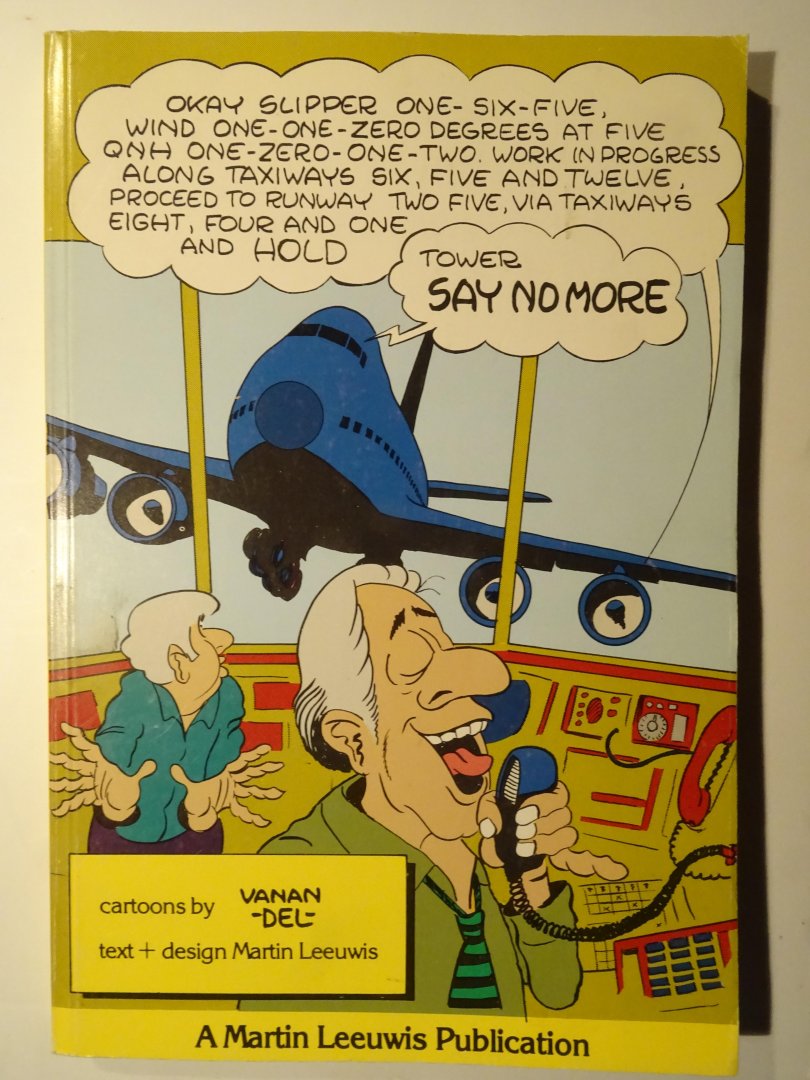 OKAY SLIPPER ONE-SIX-FIVE,
WIND ONE-ONE-ZERO DEGREES AT FIVE
QNH ONE-ZERO-ONE-TWO. WORK IN PROGRESS
ALONG TAXIWAYS SIX, FIVE AND TWELVE,
PROCEED TO RUNWAY TWO FIVE, VIA TAXIWAYS
EIGHT, FOUR AND ONE
AND HOLD
TOWER
SAY NO MORE
cartoons by VANAN
-DEL-
text + design Martin Leeuwis
A Martin Leeuwis Publication